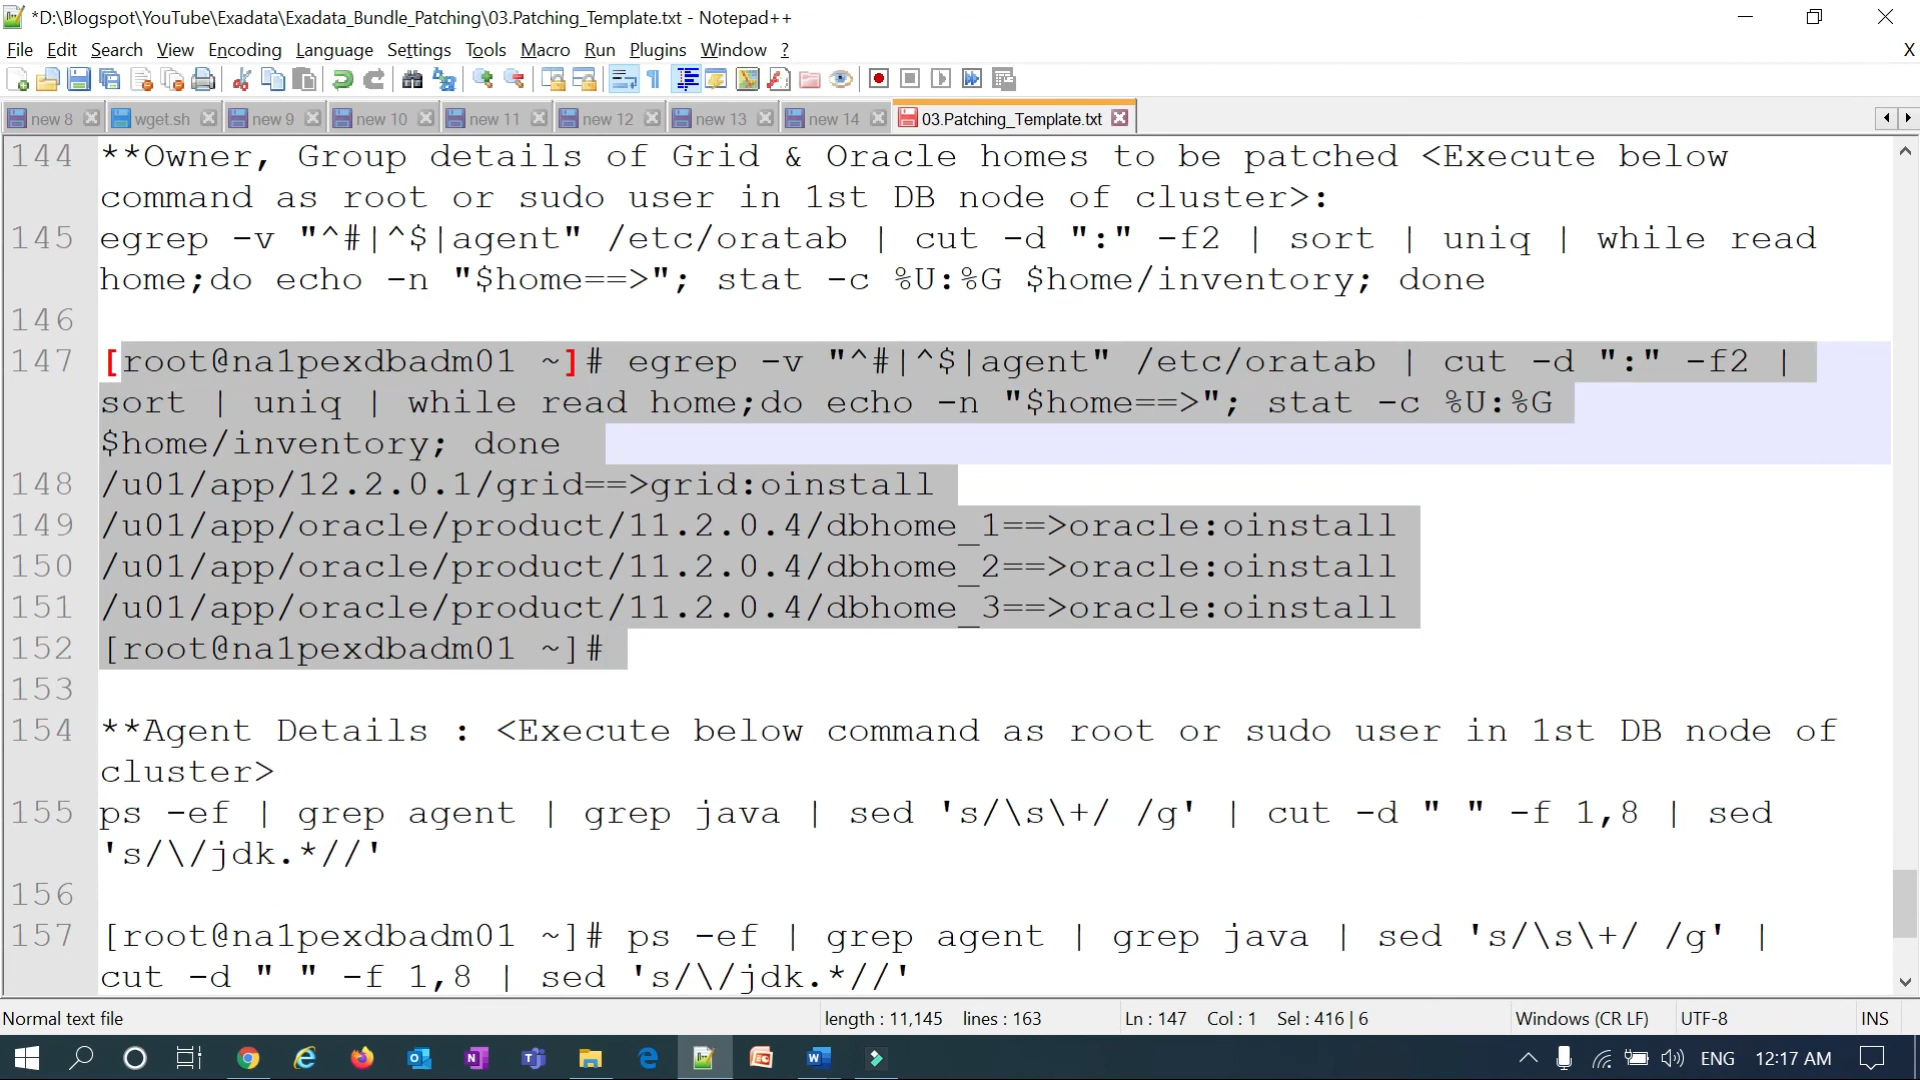 *D:\Blogspot\YouTube\Exadata\Exadata_Bundle_Patching\03.Patching_Template.txt - Notepad++
File Edit Search View Encoding Language Settings Tools Macro Run Plugins Window ? X
new 8 wget.sh new 9 new 10 new 11 new 12 new 13 new 14 03.Patching_Template.txt
144 **Owner, Group details of Grid & Oracle homes to be patched <Execute below
command as root or sudo user in 1st DB node of cluster>:
145 egrep -v "^#|^$|agent" /etc/oratab | cut -d ":" -f2 | sort | uniq | while read
home;do echo -n "$home==>"; stat -c %U:%G $home/inventory; done
146
147 [root@na1pexdbadm01 ~]# egrep -v "^#|^$|agent" /etc/oratab | cut -d ":" -f2 |
sort | uniq | while read home;do echo -n "$home==>"; stat -c %U:%G
$home/inventory; done
148 /u01/app/12.2.0.1/grid==>grid:oinstall
149 /u01/app/oracle/product/11.2.0.4/dbhome_1==>oracle:oinstall
150 /u01/app/oracle/product/11.2.0.4/dbhome_2==>oracle:oinstall
151 /u01/app/oracle/product/11.2.0.4/dbhome_3==>oracle:oinstall
152 [root@na1pexdbadm01 ~]#
153
154 **Agent Details : <Execute below command as root or sudo user in 1st DB node of
cluster>
155 ps -ef | grep agent | grep java | sed 's/\s\+/ /g' | cut -d " " -f 1,8 | sed
's/\/jdk.*//'
156
157 [root@na1pexdbadm01 ~]# ps -ef | grep agent | grep java | sed 's/\s\+/ /g' |
cut -d " " -f 1,8 | sed 's/\/jdk.*//'
Normal text file length : 11,145 lines : 163 Ln : 147 Col : 1 Sel : 416 | 6 Windows (CR LF) UTF-8 INS
ENG 12:17 AM